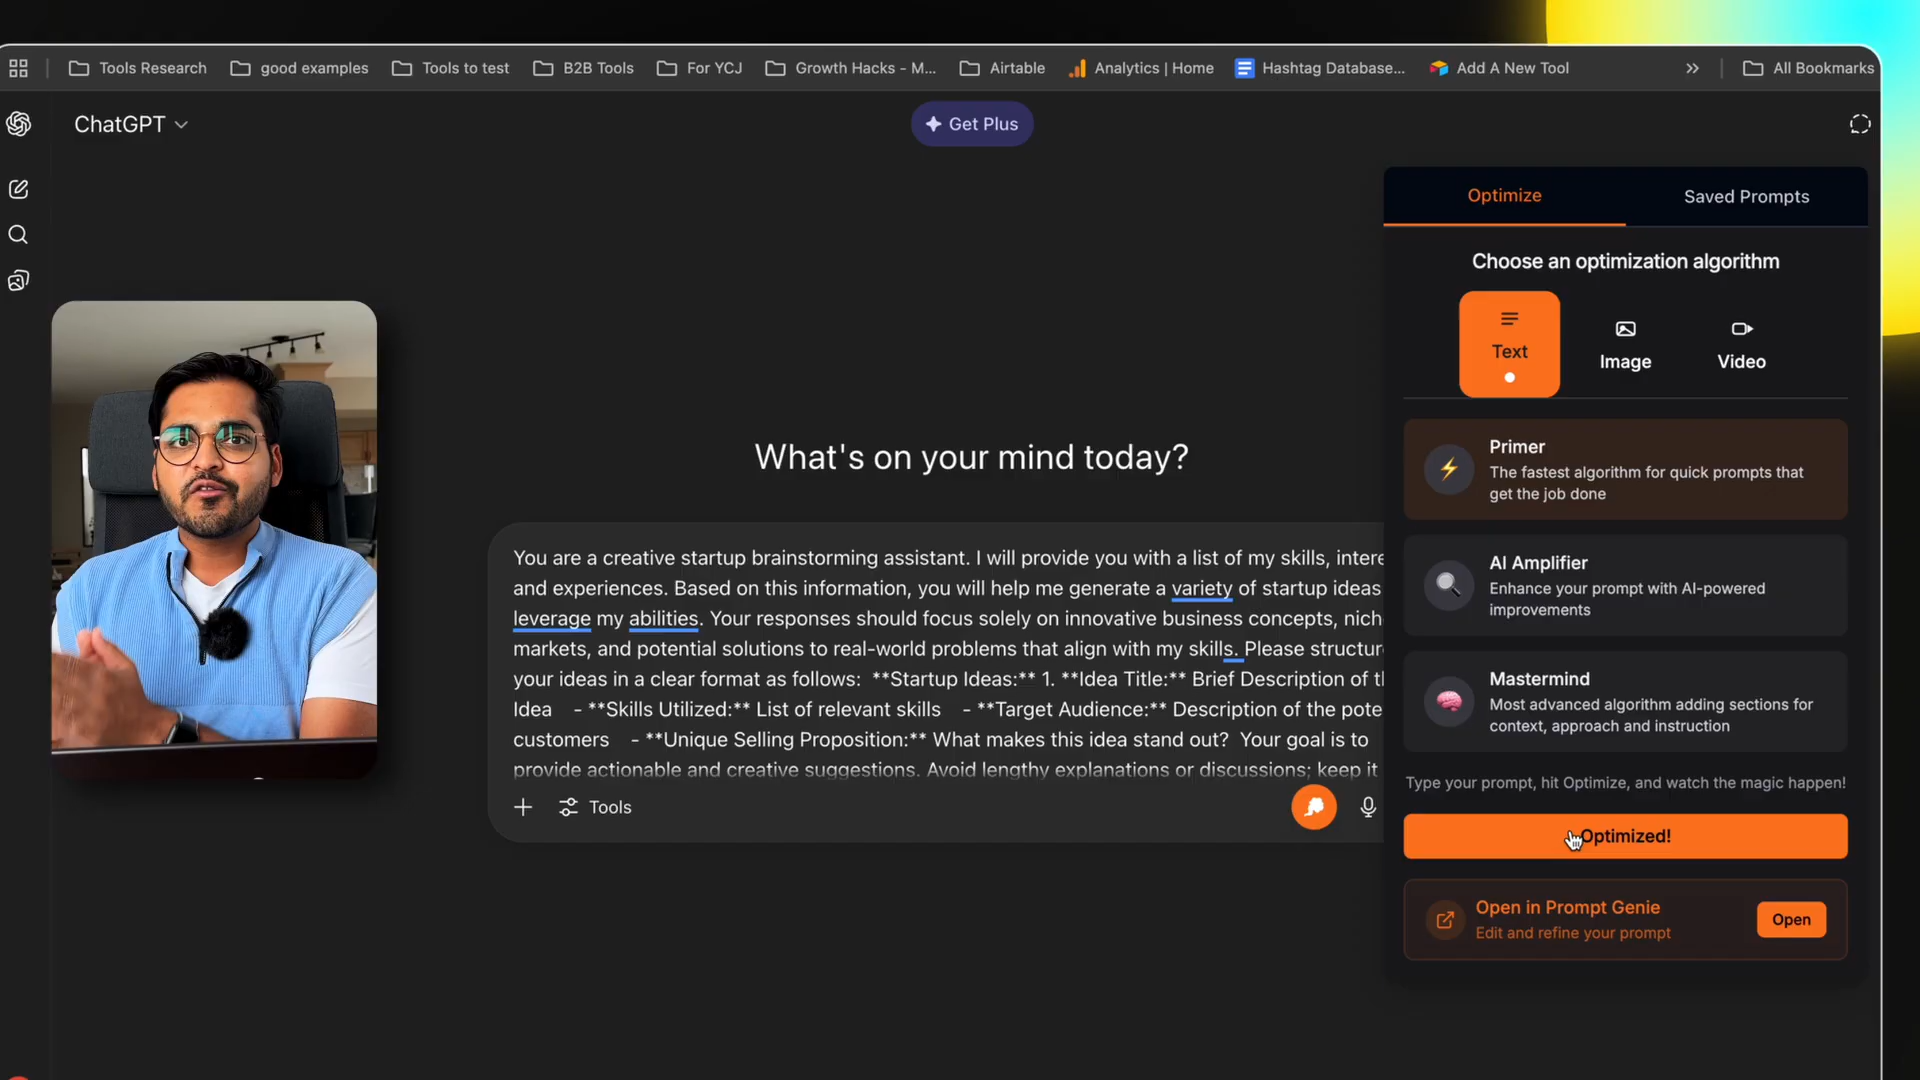 Tools Research
good examples
Tools to test
B2B Tools
For YCJ
Growth Hacks - M...
Airtable
Analytics | Home
Hashtag Database...
Add A New Tool
All Bookmarks
ChatGPT
Get Plus
What's on your mind today?
You are a creative startup brainstorming assistant. I will provide you with a list of my skills, intere
and experiences. Based on this information, you will help me generate a variety of startup ideas
leverage my abilities. Your responses should focus solely on innovative business concepts, nich
markets, and potential solutions to real-world problems that align with my skills. Please structur
your ideas in a clear format as follows: **Startup Ideas:** 1. **Idea Title:** Brief Description of th
Idea - **Skills Utilized:** List of relevant skills - **Target Audience:** Description of the pote
customers - **Unique Selling Proposition:** What makes this idea stand out? Your goal is to
provide actionable and creative suggestions. Avoid lengthy explanations or discussions; keep it
Tools
Optimize
Saved Prompts
Choose an optimization algorithm
Text
Image
Video
Primer
The fastest algorithm for quick prompts that
get the job done
AI Amplifier
Enhance your prompt with AI-powered
improvements
Mastermind
Most advanced algorithm adding sections for
context, approach and instruction
Type your prompt, hit Optimize, and watch the magic happen!
Optimized!
Open in Prompt Genie
Edit and refine your prompt
Open